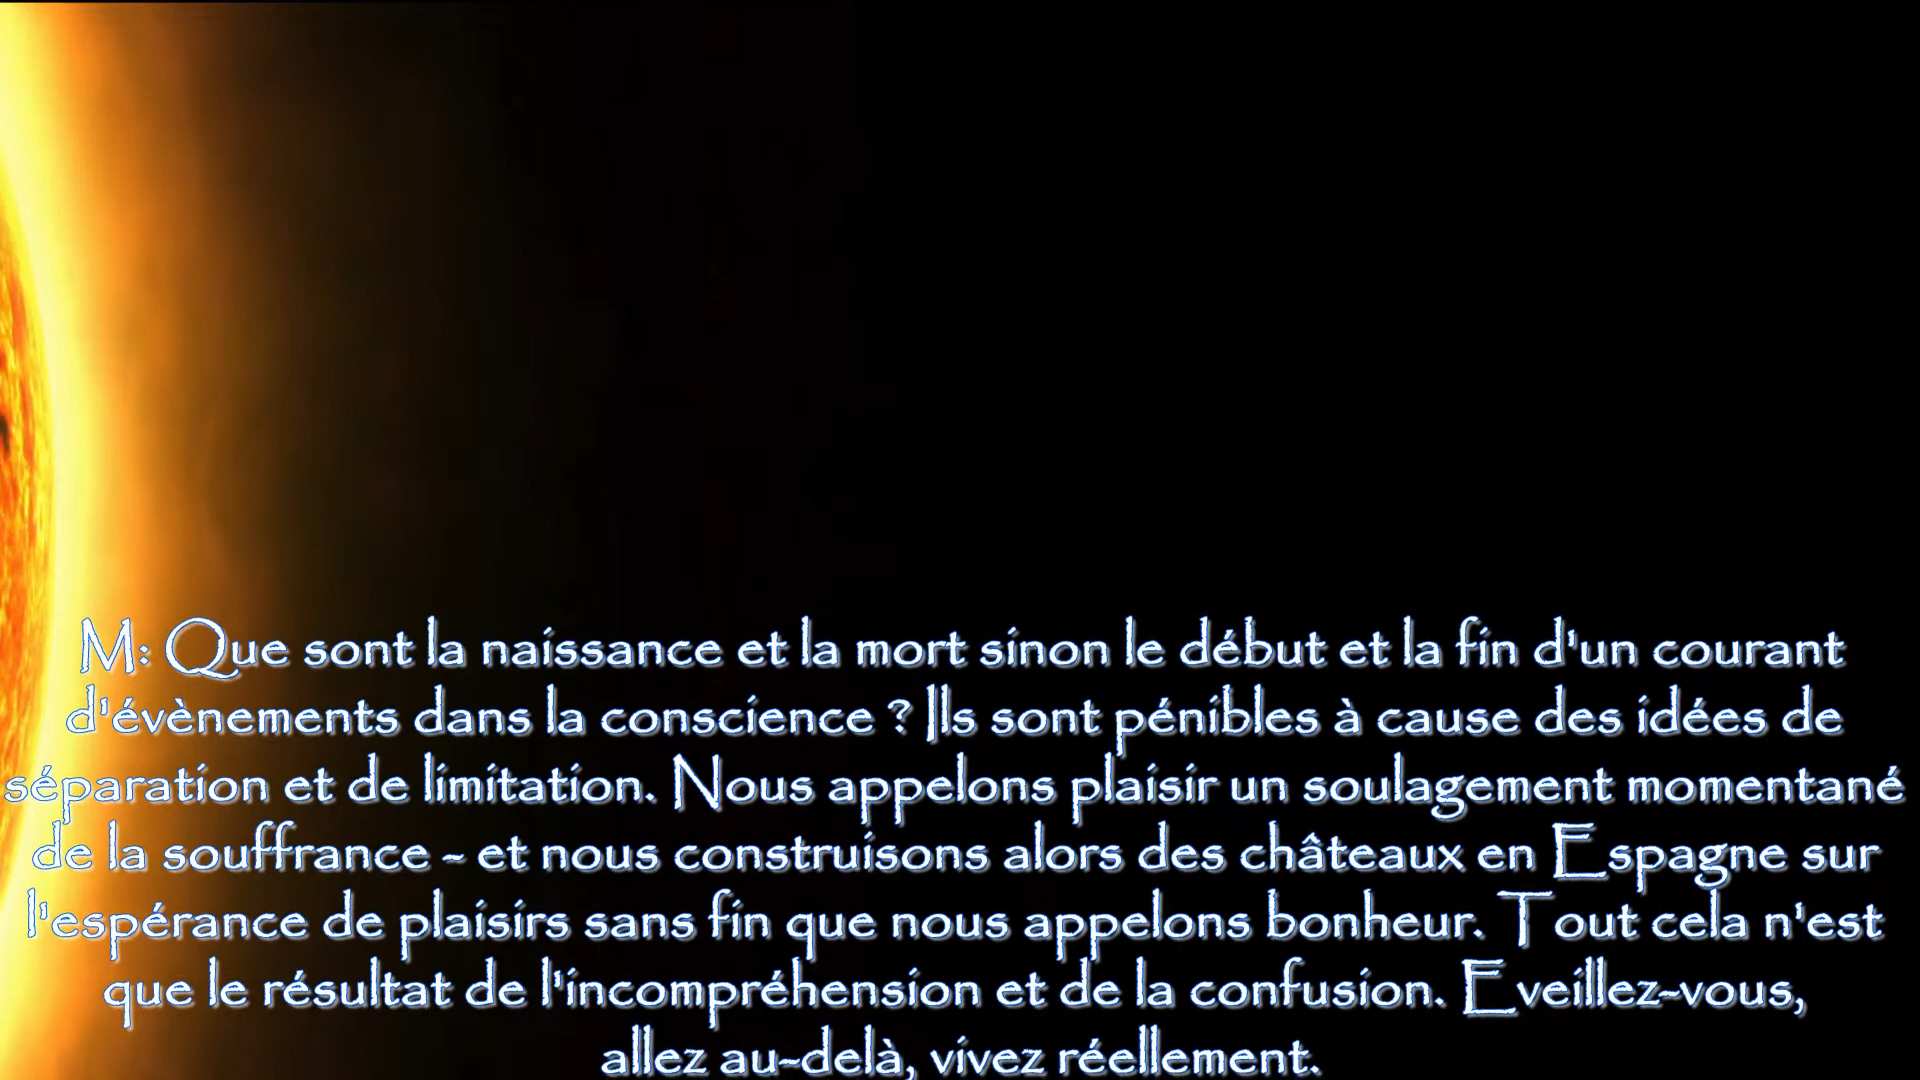 M: Que sont la naissance et la mort sinon le début et la fin d'un courant
d'évènements dans la conscience ? Ils sont pénibles à cause des idées de
séparation et de limitation. Nous appelons plaisir un soulagement momentané
de la souffrance - et nous construisons alors des châteaux en Espagne sur
l'espérance de plaisirs sans fin que nous appelons bonheur. Tout cela n'est
que le résultat de l'incompréhension et de la confusion. Eveillez-vous,
allez au-delà, vivez réellement.